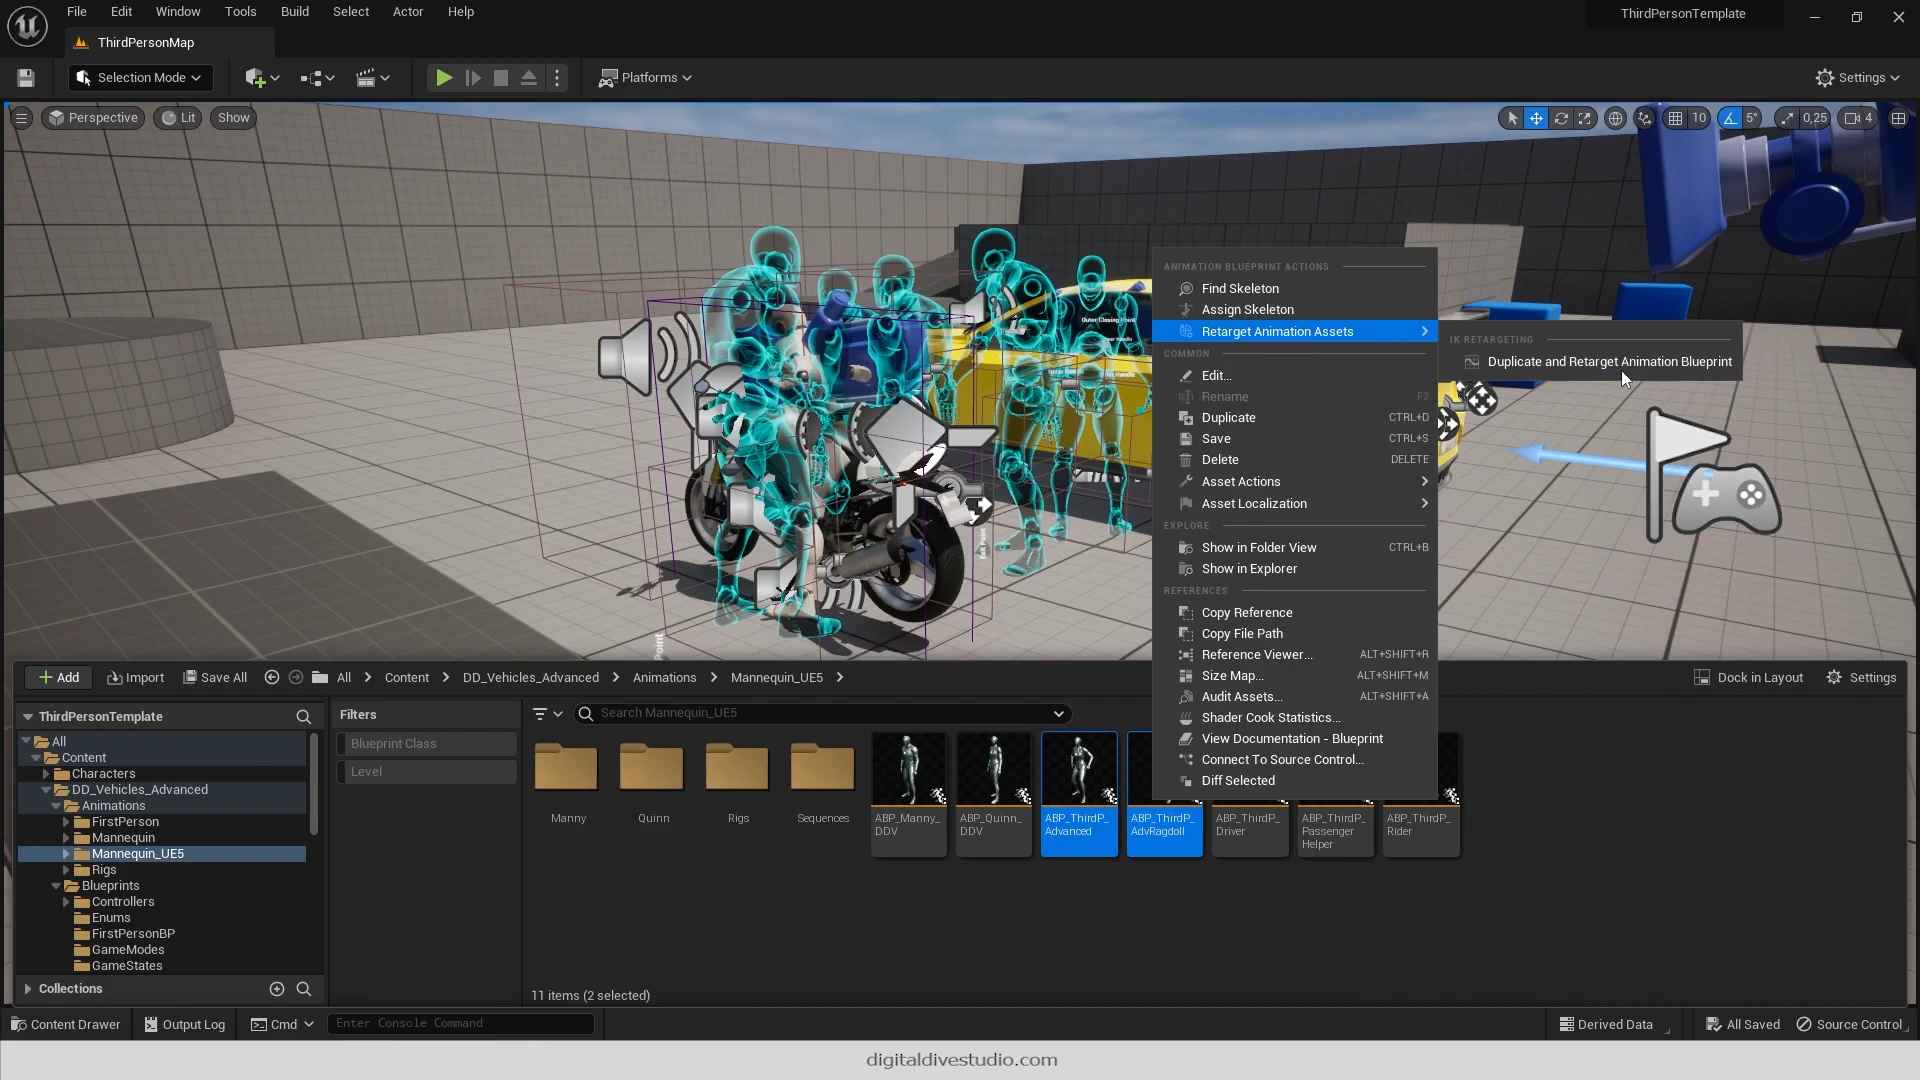 File Edit Window Tools Build Select Actor Help
ThirdPersonTemplate
ThirdPersonMap
Selection Mode
Platforms
Settings
Perspective
Lit
Show
10
5°
0,25
4
Outer Closing Point
Exit Point
Point
ANIMATION BLUEPRINT ACTIONS
Find Skeleton
Assign Skeleton
Retarget Animation Assets
COMMON
Edit...
Rename F2
Duplicate CTRL+D
Save CTRL+S
Delete DELETE
Asset Actions
Asset Localization
EXPLORE
Show in Folder View CTRL+B
Show in Explorer
REFERENCES
Copy Reference
Copy File Path
Reference Viewer... ALT+SHIFT+R
Size Map... ALT+SHIFT+M
Audit Assets... ALT+SHIFT+A
Shader Cook Statistics...
View Documentation - Blueprint
Connect To Source Control...
Diff Selected
IK RETARGETING
Duplicate and Retarget Animation Blueprint
Add
Import
Save All
All
Content
DD_Vehicles_Advanced
Animations
Mannequin_UE5
Dock in Layout
Settings
ThirdPersonTemplate
All
Content
Characters
DD_Vehicles_Advanced
Animations
FirstPerson
Mannequin
Mannequin_UE5
Rigs
Blueprints
Controllers
Enums
FirstPersonBP
GameModes
GameStates
Collections
Filters
Blueprint Class
Level
Search Mannequin_UE5
Manny
Quinn
Rigs
Sequences
ABP_Manny_
DDV
ABP_Quinn_
DDV
ABP_ThirdP_
Advanced
ABP_ThirdP_
AdvRagdoll
ABP_ThirdP_
Driver
ABP_ThirdP_
Passenger
Helper
ABP_ThirdP_
Rider
11 items (2 selected)
Content Drawer
Output Log
Cmd
Enter Console Command
Derived Data
All Saved
Source Control
digitaldivestudio.com